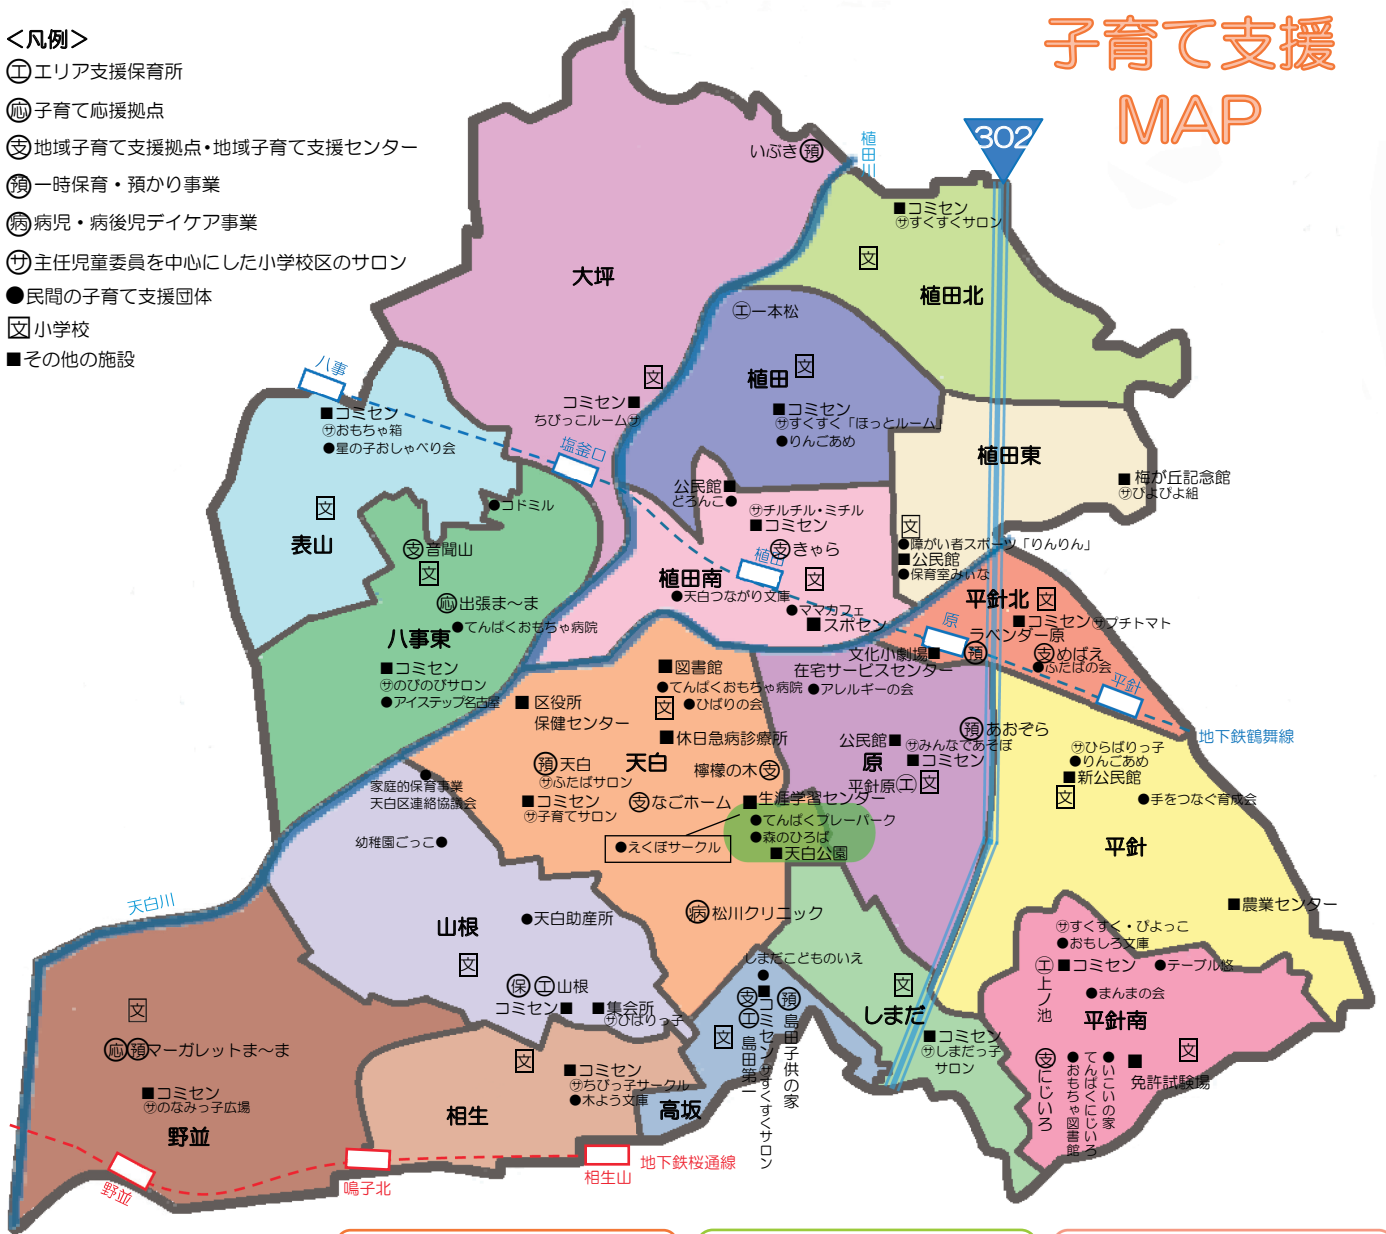 <凡例>
エ エリア支援保育所
応 子育て応援拠点
支 地域子育て支援拠点・地域子育て支援センター
預 一時保育・預かり事業
病 病児・病後児デイケア事業
サ 主任児童委員を中心にした小学校区のサロン
●民間の子育て支援団体
文 小学校
■その他の施設
子育て支援
MAP
302
植田川
いぶき 預
■コミセン
サ すくすくサロン
文
植田北
大坪
文
コミセン■
ちびっこルーム サ
エ 一本松
植田
文
■コミセン
サ すくすく「ほっとルーム」
●りんごあめ
八事
■コミセン
サ おもちゃ箱
●星の子おしゃべり会
文
表山
塩釜口
植田東
■梅が丘記念館
サ ぴよぴよ組
文
●障がい者スポーツ「りんりん」
■公民館
●保育室みぃな
公民館■
どろんこ●
サ チルチル・ミチル
■コミセン
支 きゃら
植田
植田南
文
●天白つながり文庫
●ママカフェ
■スポセン
●コドミル
支 音聞山
文
応 出張ま～ま
八事東
●てんぱくおもちゃ病院
■コミセン
サ のびのびサロン
●アイステップ名古屋
平針北
文
原
■コミセン サ プチトマト
ラベンダー原
預
支 めばえ
●ふたばの会
平針
地下鉄鶴舞線
文化小劇場■
在宅サービスセンター
●アレルギーの会
預 あおぞら
公民館■
サ みんなであそぼ
■コミセン
原
平針原 エ
文
■図書館
●てんぱくおもちゃ病院
●ひばりの会
文
■区役所
保健センター
■休日急病診療所
天白
預 天白
サ ふたばサロン
■コミセン
サ 子育てサロン
檸檬の木 支
支 なごホーム
■生涯学習センター
●てんぱくプレーパーク
●森のひろば
■天白公園
●えくぼサークル
病 松川クリニック
サ ひらばりっ子
●りんごあめ
■新公民館
文
●手をつなぐ育成会
平針
■農業センター
●
家庭的保育事業
天白区連絡協議会
幼稚園ごっこ●
天白川
山根
●天白助産所
文
保 エ 山根
コミセン■
■集会所
サ ひばりっ子
しまだこどものいえ
●
■コミセン
サ すくすくサロン
支 エ 島田第一
預 島田子供の家
文
高坂
文
しまだ
■コミセン
サ しまだっ子
サロン
サ すくすく・ぴよっこ
●おもしろ文庫
エ 上ノ池
■コミセン
●テーブル悠
●まんまの会
平針南
文
支 にじいろ
●いこいの家
てんぱくにじいろ
●おもちゃ図書館
■
免許試験場
文
応 預 マーガレットま～ま
■コミセン
サ のなみっ子広場
野並
文
■コミセン
サ ちびっ子サークル
●木よう文庫
相生
野並
鳴子北
相生山
地下鉄桜通線